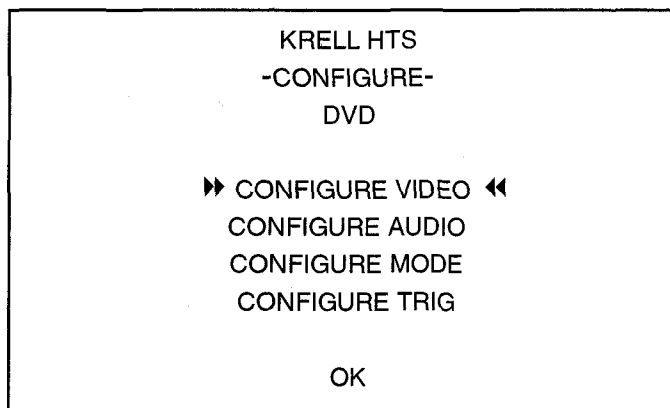 KRELL HTS
-CONFIGURE-
DVD
CONFIGURE VIDEO
CONFIGURE AUDIO
CONFIGURE MODE
CONFIGURE TRIG
OK